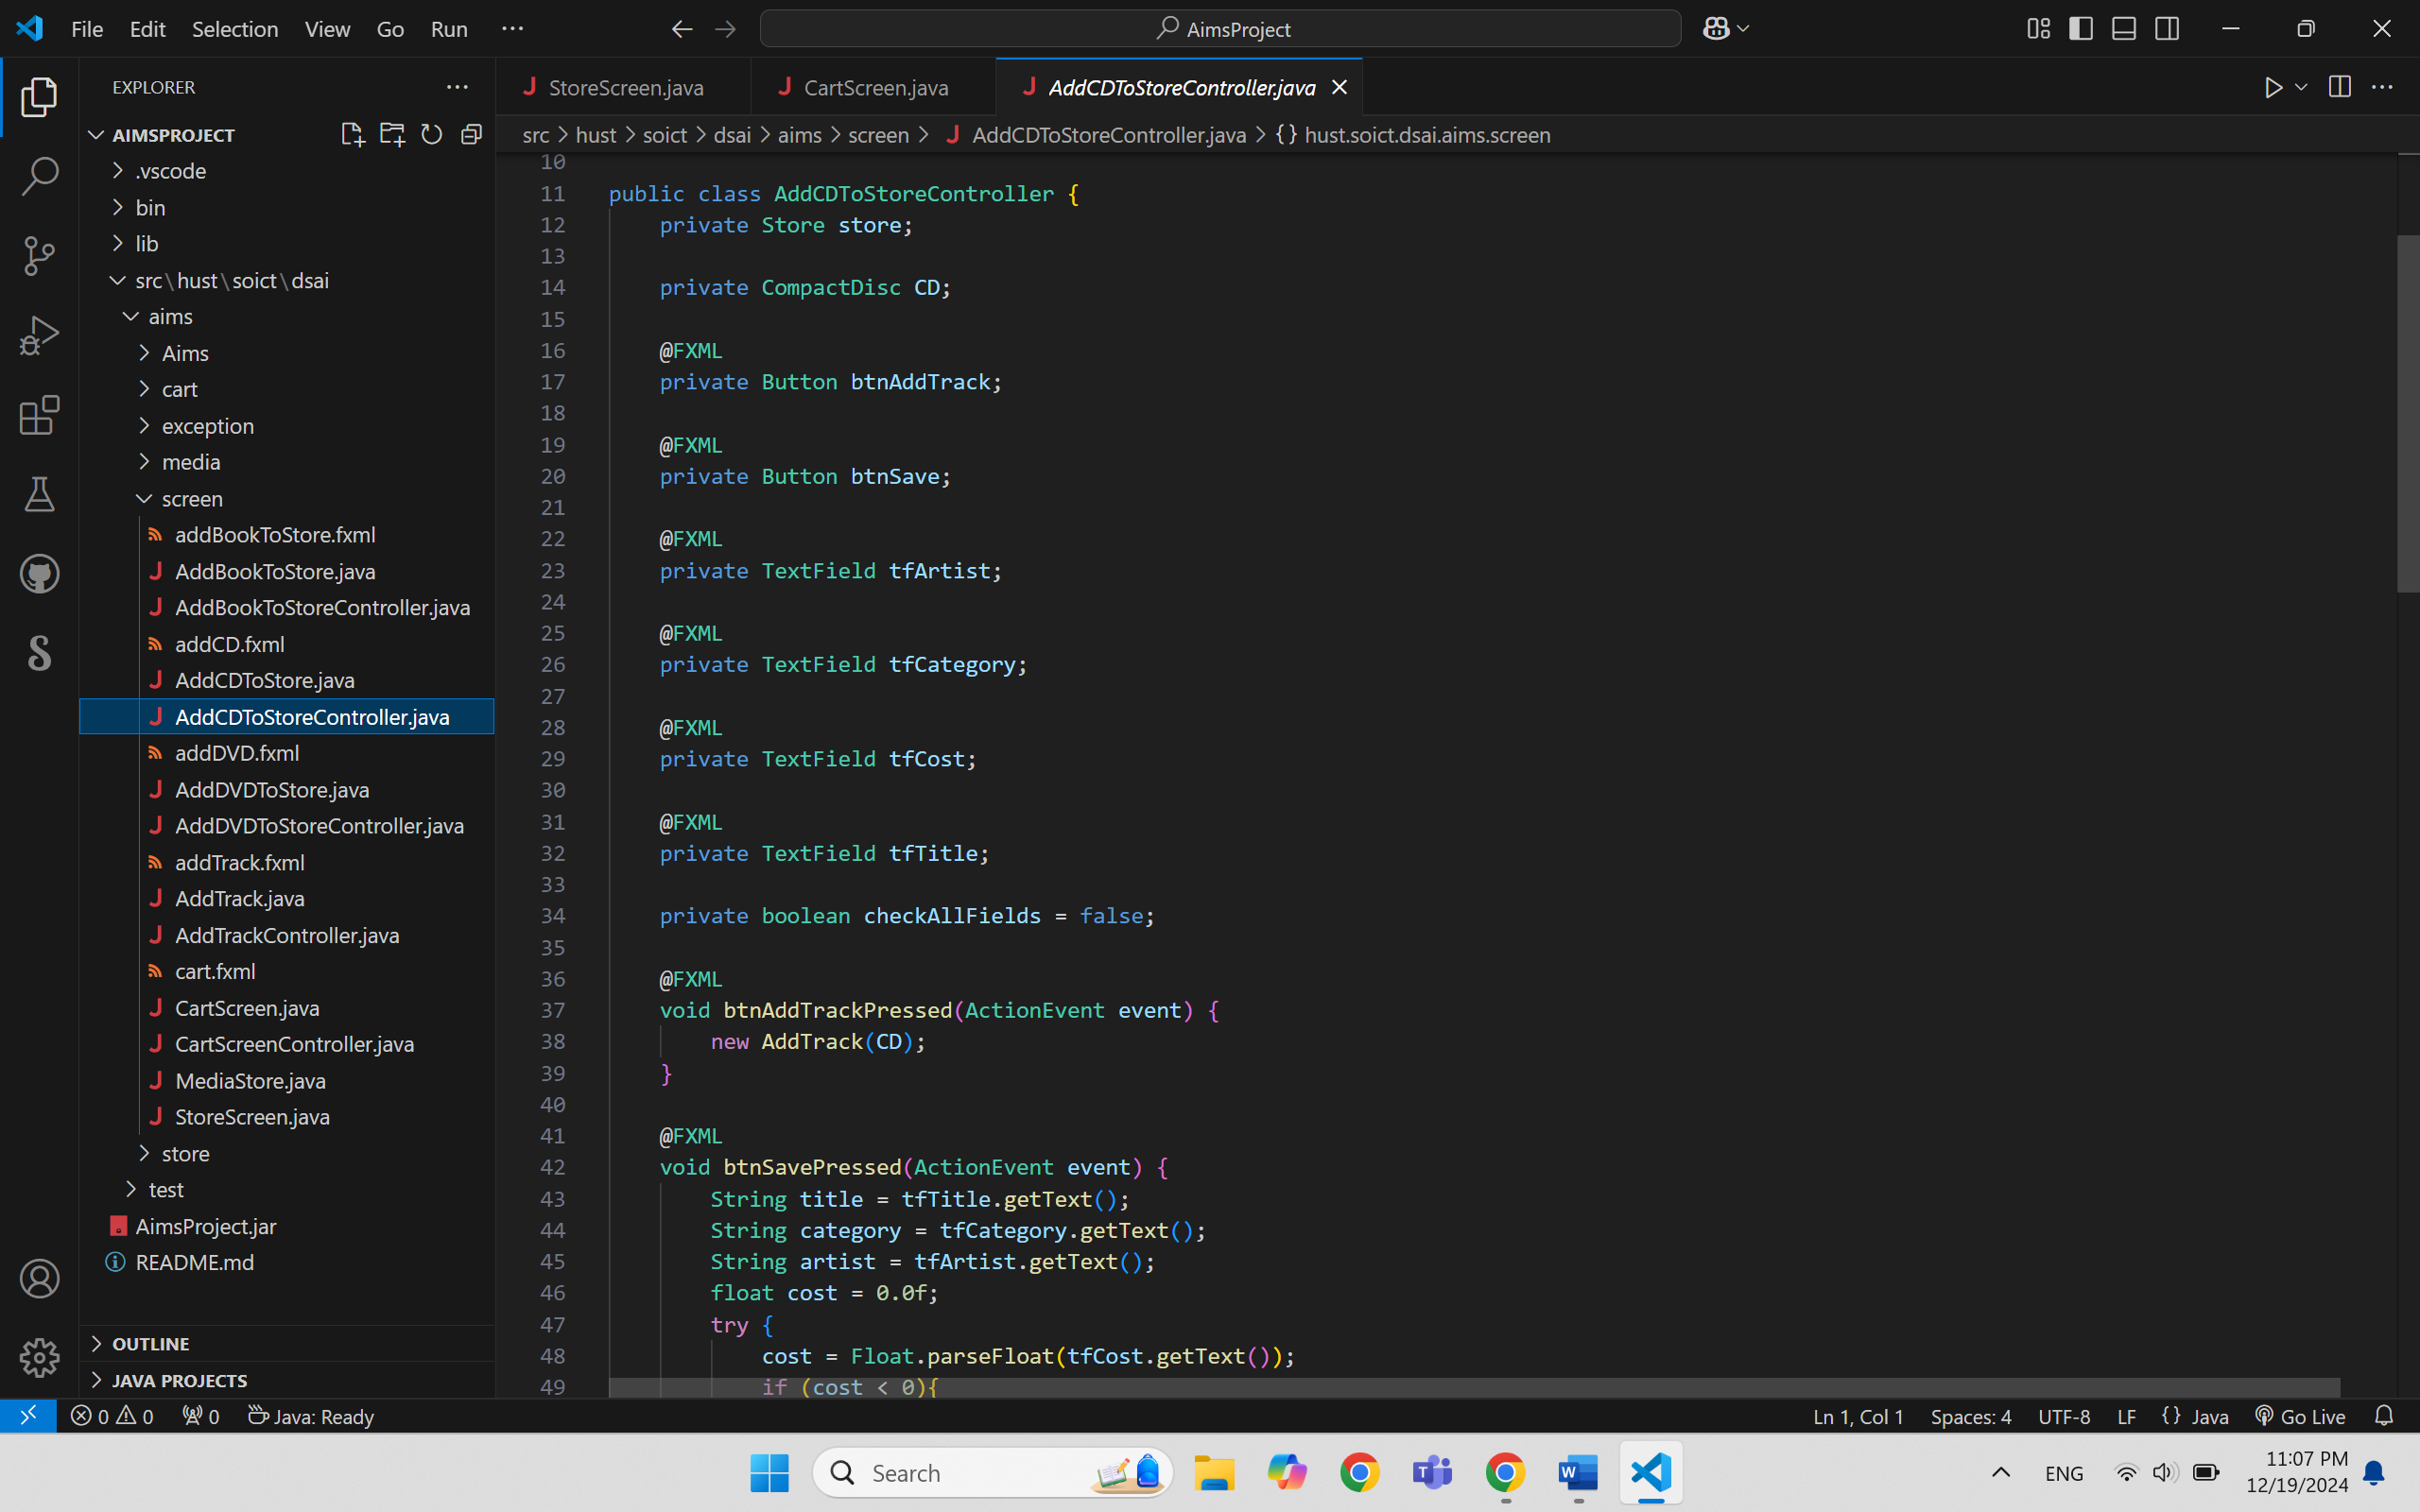 File Edit Selection View Go Run ···
AimsProject
EXPLORER
StoreScreen.java
CartScreen.java
AddCDToStoreController.java
AIMSPROJECT
src > hust > soict > dsai > aims > screen > AddCDToStoreController.java > {} hust.soict.dsai.aims.screen
.vscode
bin
lib
src\hust\soict\dsai
aims
Aims
cart
exception
media
screen
addBookToStore.fxml
AddBookToStore.java
AddBookToStoreController.java
addCD.fxml
AddCDToStore.java
AddCDToStoreController.java
addDVD.fxml
AddDVDToStore.java
AddDVDToStoreController.java
addTrack.fxml
AddTrack.java
AddTrackController.java
cart.fxml
CartScreen.java
CartScreenController.java
MediaStore.java
StoreScreen.java
store
test
AimsProject.jar
README.md
OUTLINE
JAVA PROJECTS
10
11 public class AddCDToStoreController {
12 private Store store;
13
14 private CompactDisc CD;
15
16 @FXML
17 private Button btnAddTrack;
18
19 @FXML
20 private Button btnSave;
21
22 @FXML
23 private TextField tfArtist;
24
25 @FXML
26 private TextField tfCategory;
27
28 @FXML
29 private TextField tfCost;
30
31 @FXML
32 private TextField tfTitle;
33
34 private boolean checkAllFields = false;
35
36 @FXML
37 void btnAddTrackPressed(ActionEvent event) {
38 new AddTrack(CD);
39 }
40
41 @FXML
42 void btnSavePressed(ActionEvent event) {
43 String title = tfTitle.getText();
44 String category = tfCategory.getText();
45 String artist = tfArtist.getText();
46 float cost = 0.0f;
47 try {
48 cost = Float.parseFloat(tfCost.getText());
49 if (cost < 0){
0 0 0 Java: Ready
Ln 1, Col 1 Spaces: 4 UTF-8 LF {} Java Go Live
Search
ENG
11:07 PM
12/19/2024